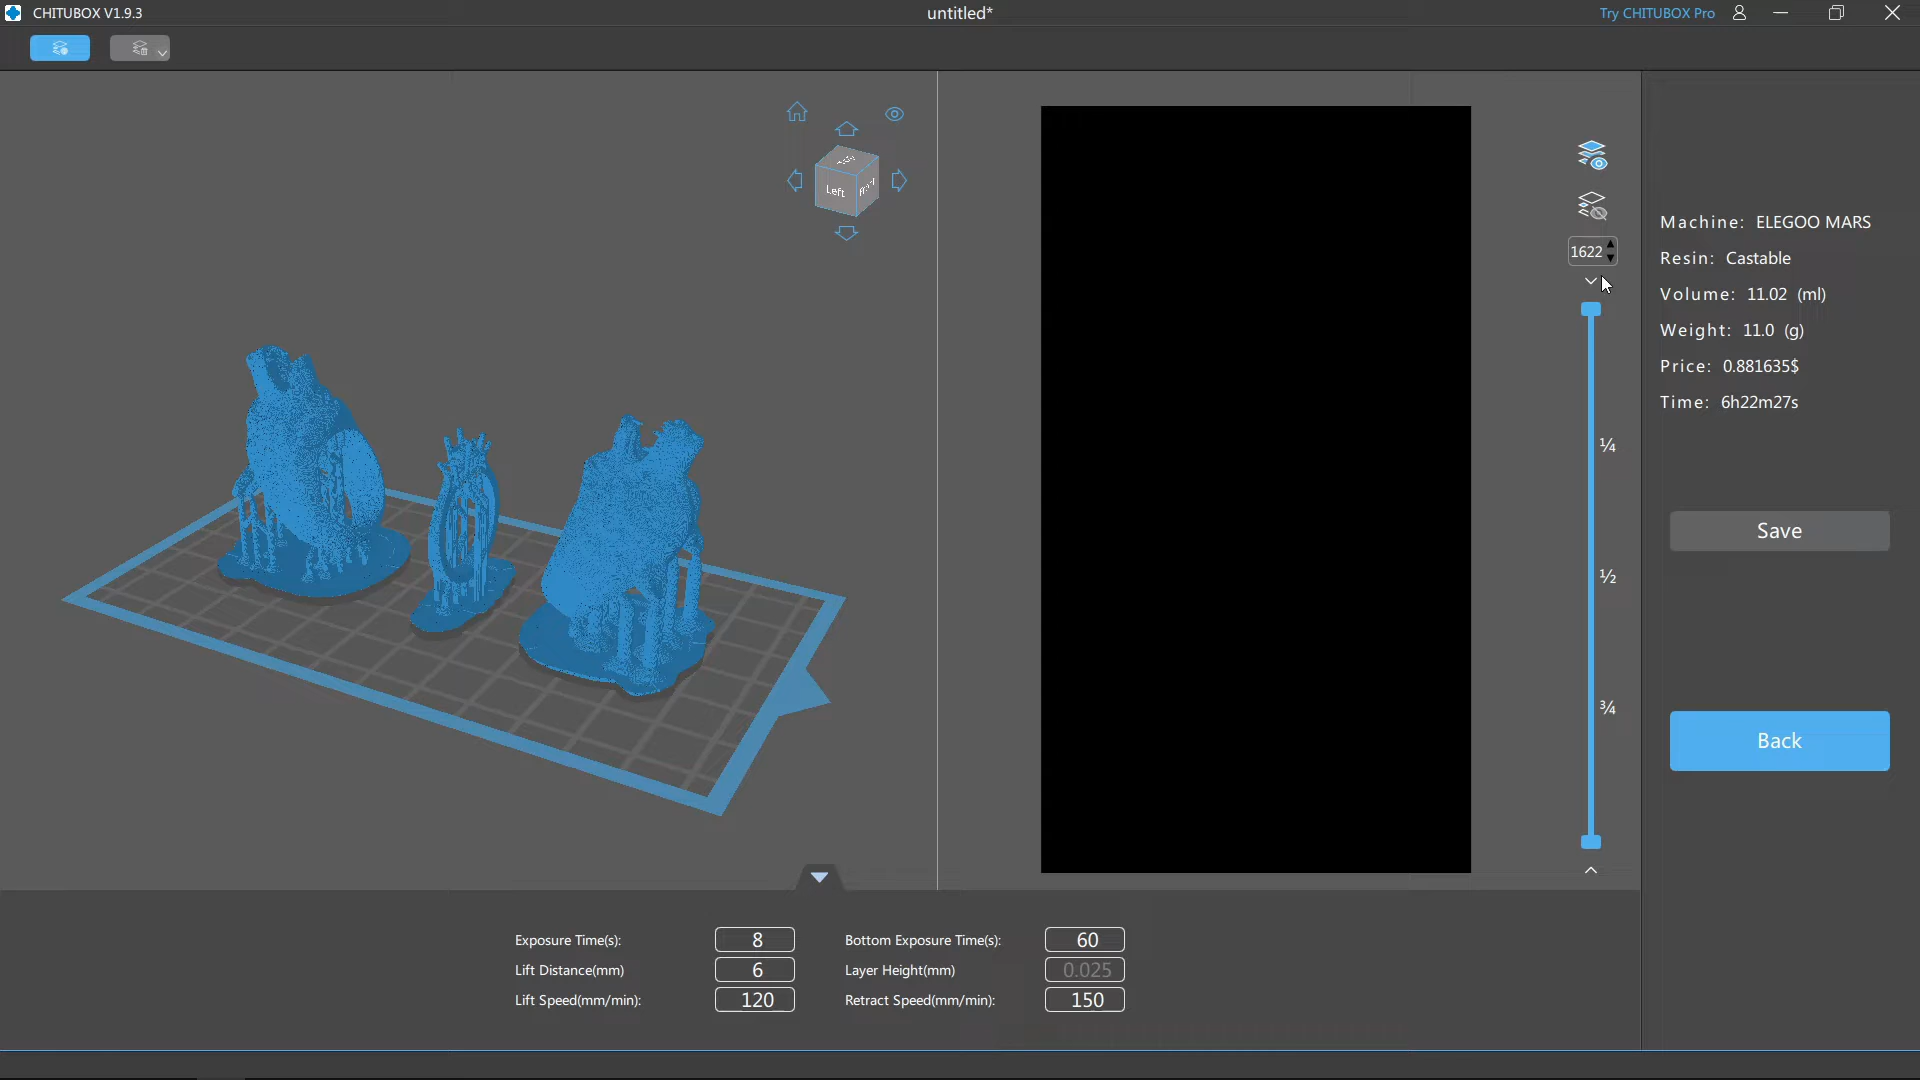 CHITUBOX V1.9.3
untitled*
Try CHITUBOX Pro
Left
1622
¼
½
¾
Machine: ELEGOO MARS
Resin: Castable
Volume: 11.02 (ml)
Weight: 11.0 (g)
Price: 0.881635$
Time: 6h22m27s
Save
Back
Exposure Time(s): 8
Bottom Exposure Time(s): 60
Lift Distance(mm) 6
Layer Height(mm) 0.025
Lift Speed(mm/min): 120
Retract Speed(mm/min): 150